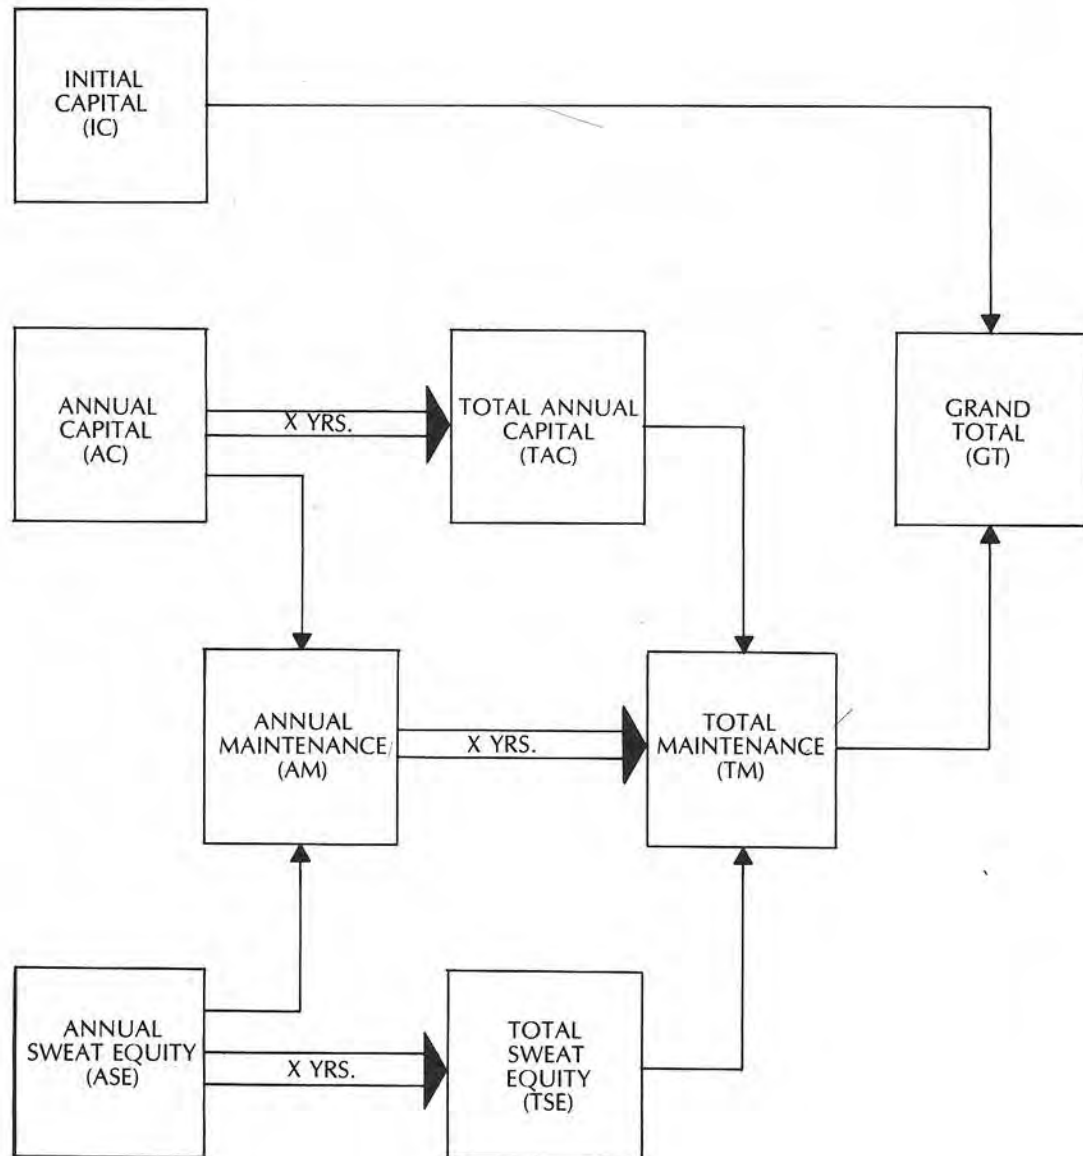 INITIAL
CAPITAL
(IC)
ANNUAL
CAPITAL
(AC)
X YRS.
TOTAL ANNUAL
CAPITAL
(TAC)
GRAND
TOTAL
(GT)
ANNUAL
MAINTENANCE
(AM)
X YRS.
TOTAL
MAINTENANCE
(TM)
ANNUAL
SWEAT EQUITY
(ASE)
X YRS.
TOTAL
SWEAT
EQUITY
(TSE)